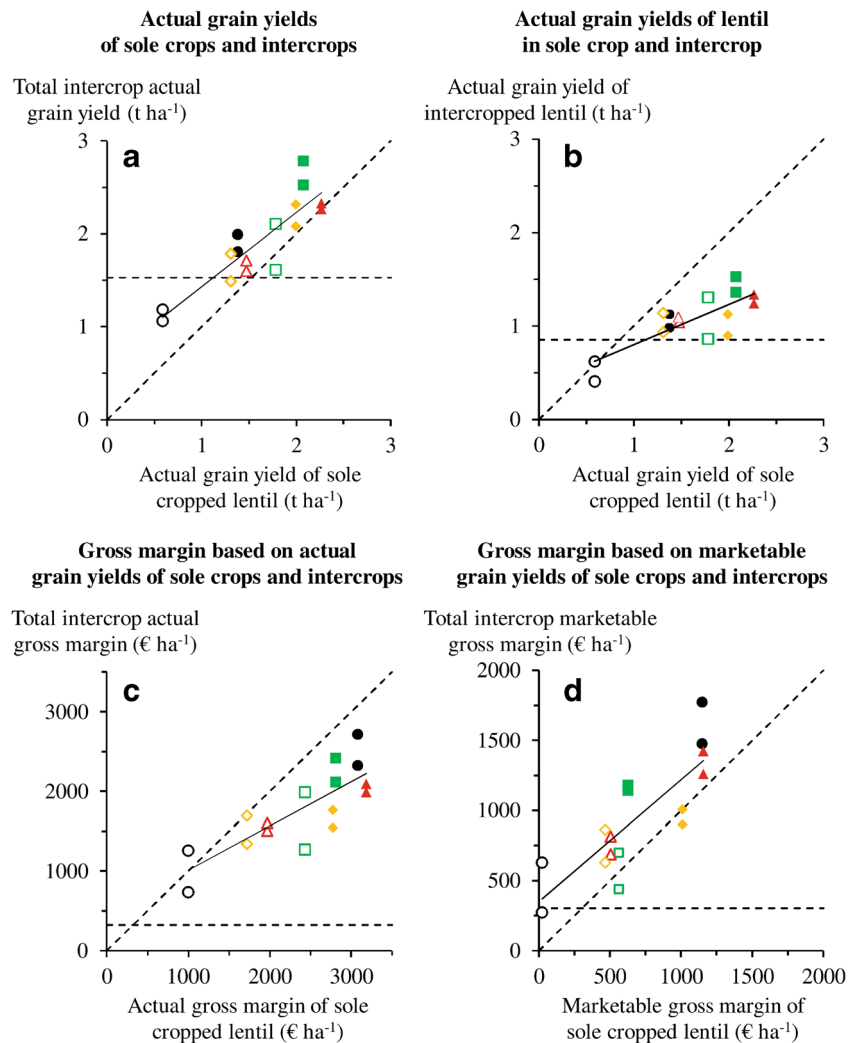 Actual grain yields
of sole crops and intercrops
Total intercrop actual
grain yield (t ha-1)
a
3
2
1
0
0 1 2 3
Actual grain yield of sole
cropped lentil (t ha-1)
Actual grain yields of lentil
in sole crop and intercrop
Actual grain yield of
intercropped lentil (t ha-1)
b
3
2
1
0
0 1 2 3
Actual grain yield of sole
cropped lentil (t ha-1)
Gross margin based on actual
grain yields of sole crops and intercrops
Total intercrop actual
gross margin (€ ha-1)
c
3000
2000
1000
0
0 1000 2000 3000
Actual gross margin of sole
cropped lentil (€ ha-1)
Gross margin based on marketable
grain yields of sole crops and intercrops
Total intercrop marketable
gross margin (€ ha-1)
d
2000
1500
1000
500
0
0 500 1000 1500 2000
Marketable gross margin of
sole cropped lentil (€ ha-1)